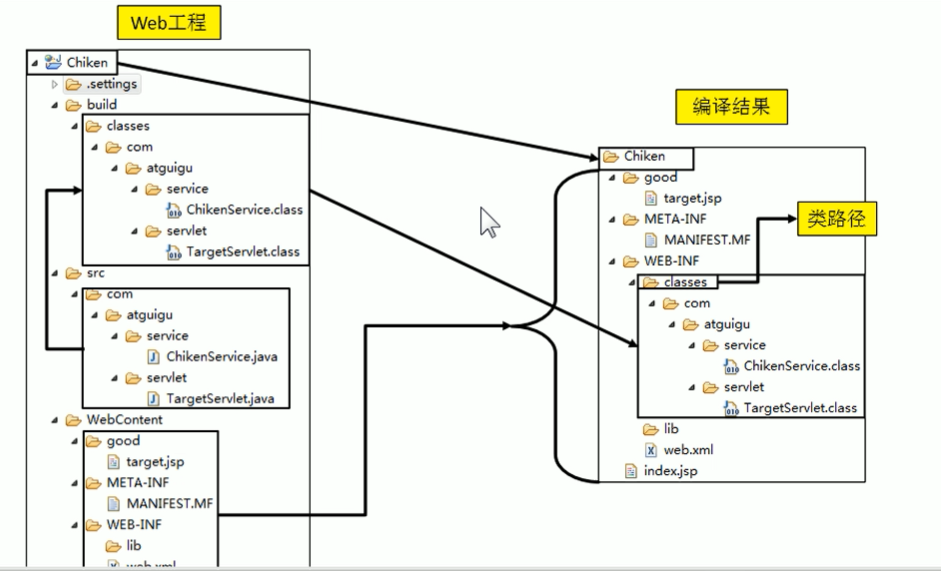 Web工程
Chiken
.settings
build
classes
com
atguigu
service
ChikenService.class
servlet
TargetServlet.class
src
com
atguigu
service
ChikenService.java
servlet
TargetServlet.java
WebContent
good
target.jsp
META-INF
MANIFEST.MF
WEB-INF
lib
web.xml
编译结果
Chiken
good
target.jsp
META-INF
MANIFEST.MF
WEB-INF
类路径
classes
com
atguigu
service
ChikenService.class
servlet
TargetServlet.class
lib
web.xml
index.jsp